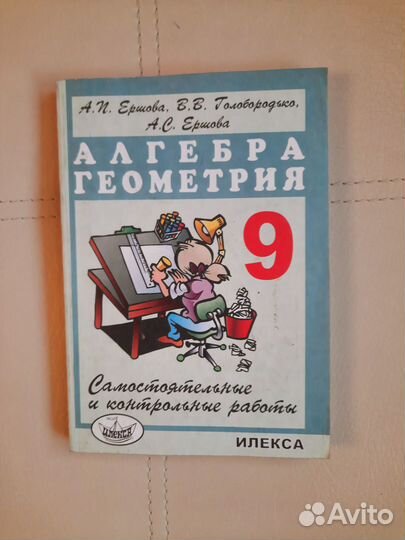 А.П. Ершова, В.В. Голобородько,
А.С. Ершова
АЛГЕБРА
ГЕОМЕТРИЯ
9
Самостоятельные
и контрольные работы
ИЛЕКСА
ИЛЕКСА
Avito